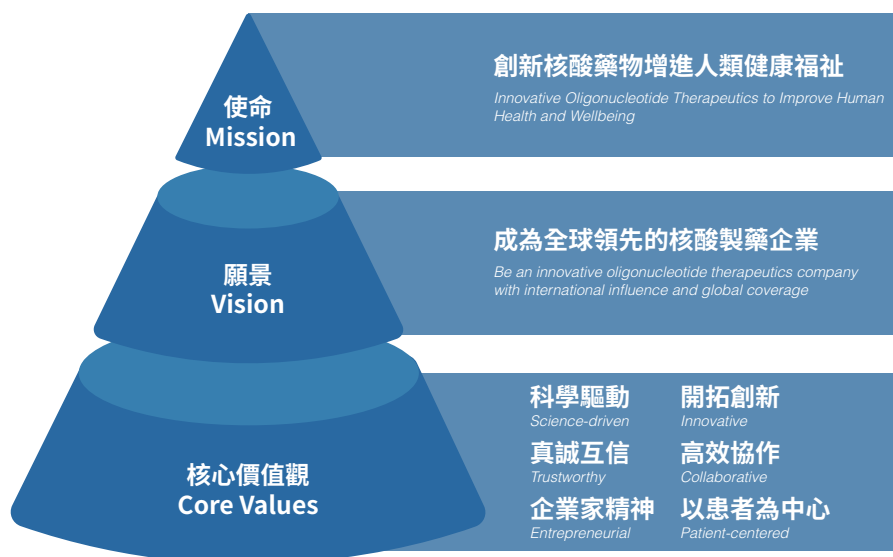 使命
Mission
創新核酸藥物增進人類健康福祉
Innovative Oligonucleotide Therapeutics to Improve Human
Health and Wellbeing
願景
Vision
成為全球領先的核酸製藥企業
Be an innovative oligonucleotide therapeutics company
with international influence and global coverage
核心價值觀
Core Values
科學驅動
Science-driven
開拓創新
Innovative
真誠互信
Trustworthy
高效協作
Collaborative
企業家精神
Entrepreneurial
以患者為中心
Patient-centered